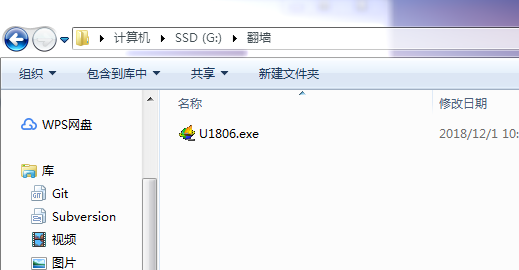 计算机 ▸ SSD (G:) ▸ 翻墙
组织 包含到库中 共享 新建文件夹
名称 修改日期
WPS网盘
U1806.exe 2018/12/1 10:
库
Git
Subversion
视频
图片